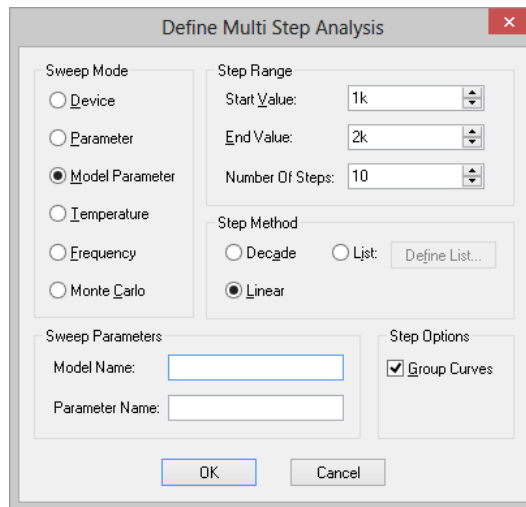 Define Multi Step Analysis
Sweep Mode
Device
Parameter
Model Parameter
Temperature
Frequency
Monte Carlo
Step Range
Start Value: 1k
End Value: 2k
Number Of Steps: 10
Step Method
Decade List: Define List...
Linear
Sweep Parameters
Model Name:
Parameter Name:
Step Options
Group Curves
OK Cancel